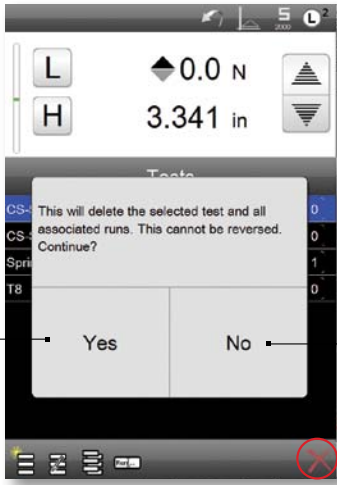 S
2000
L2
L
0.0 N
H
3.341 in
Tests
CS-
0
This will delete the selected test and all
CS-
associated runs. This cannot be reversed.
0
Continue?
Spri
1
T8
0
Yes
No